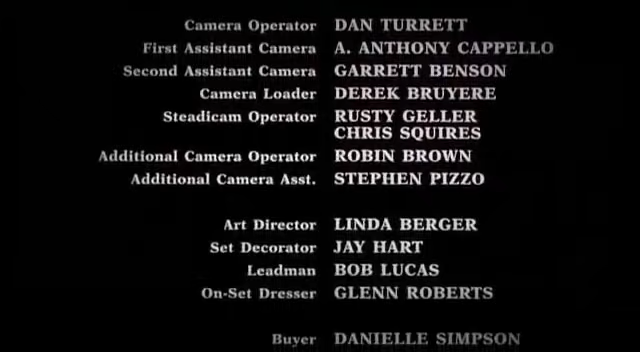 Camera Operator DAN TURRETT
First Assistant Camera A. ANTHONY CAPPELLO
Second Assistant Camera GARRETT BENSON
Camera Loader DEREK BRUYERE
Steadicam Operator RUSTY GELLER
CHRIS SQUIRES
Additional Camera Operator ROBIN BROWN
Additional Camera Asst. STEPHEN PIZZO
Art Director LINDA BERGER
Set Decorator JAY HART
Leadman BOB LUCAS
On-Set Dresser GLENN ROBERTS
Buyer DANIELLE SIMPSON